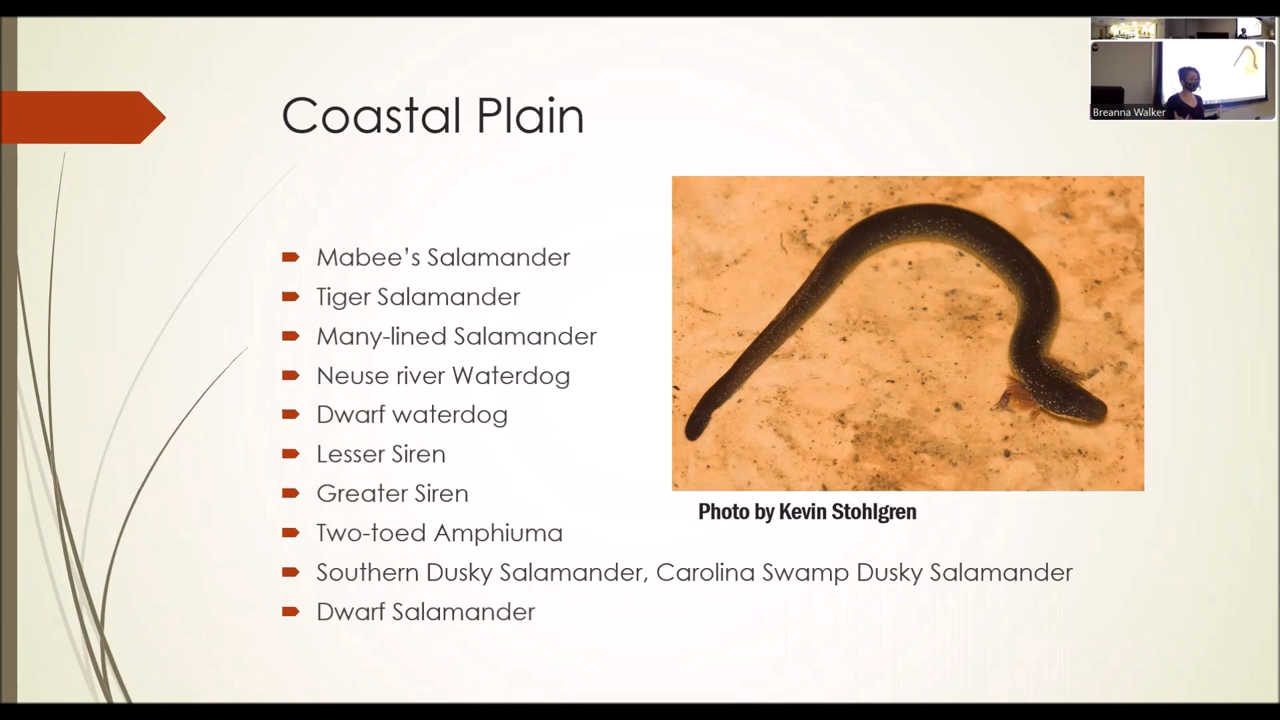 Coastal Plain
Mabee's Salamander
Tiger Salamander
Many-lined Salamander
Neuse river Waterdog
Dwarf waterdog
Lesser Siren
Greater Siren
Two-toed Amphiuma
Southern Dusky Salamander, Carolina Swamp Dusky Salamander
Dwarf Salamander
Photo by Kevin Stohlgren
Breanna Walker